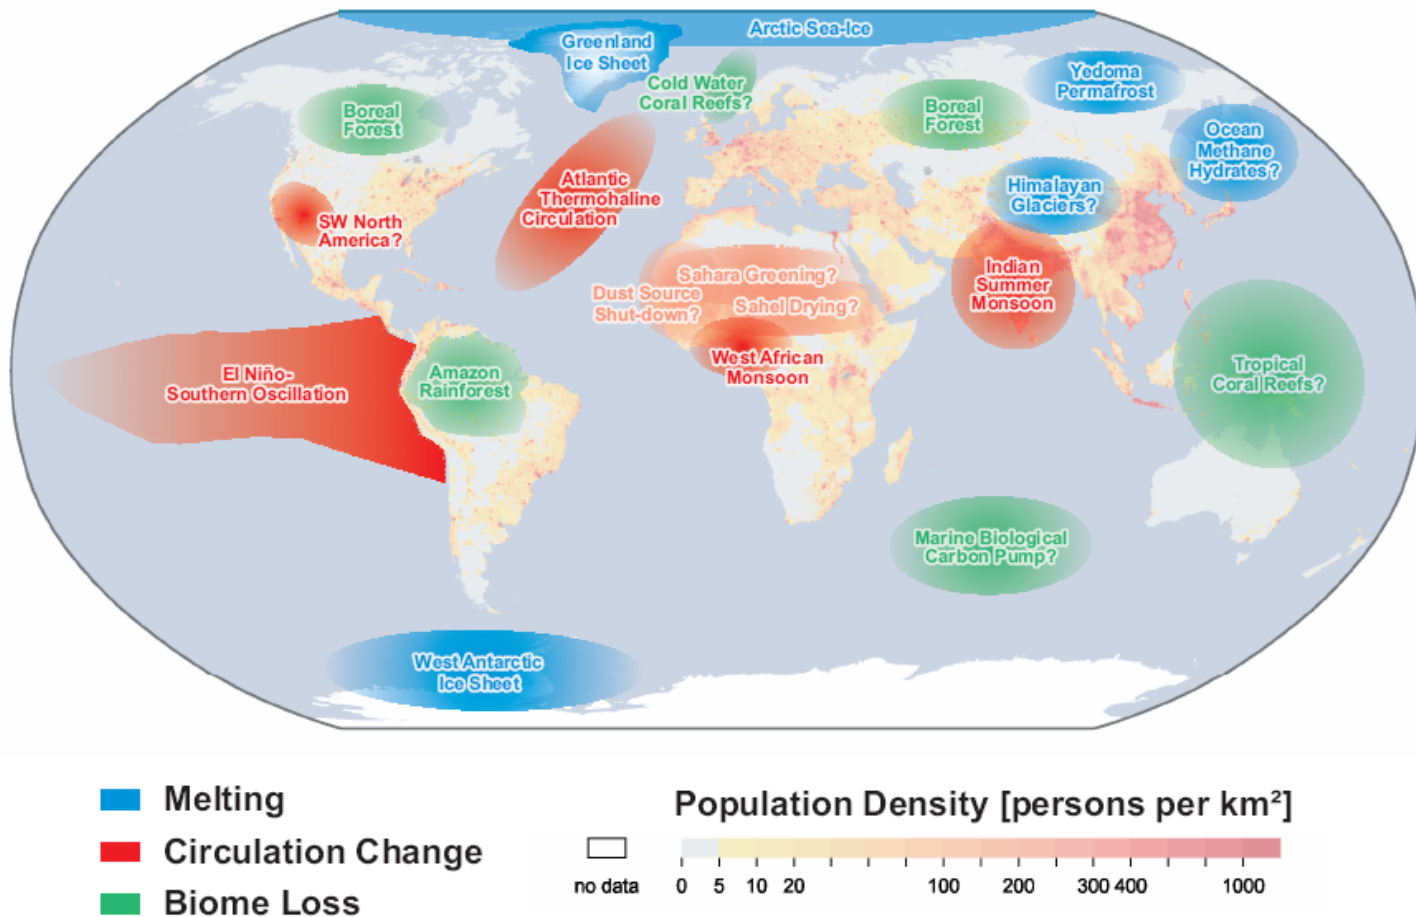 Arctic Sea-Ice
Greenland
Ice Sheet
Cold Water
Coral Reefs?
Yedoma
Permafrost
Boreal
Forest
Boreal
Forest
Ocean
Methane
Hydrates?
Atlantic
Thermohaline
Circulation
Himalayan
Glaciers?
SW North
America?
Sahara Greening?
Dust Source
Shut-down?
Sahel Drying?
Indian
Summer
Monsoon
West African
Monsoon
El Niño-
Southern Oscillation
Amazon
Rainforest
Tropical
Coral Reefs?
Marine Biological
Carbon Pump?
West Antarctic
Ice Sheet
Melting
Circulation Change
Biome Loss
Population Density [persons per km²]
no data
0 5 10 20 100 200 300 400 1000